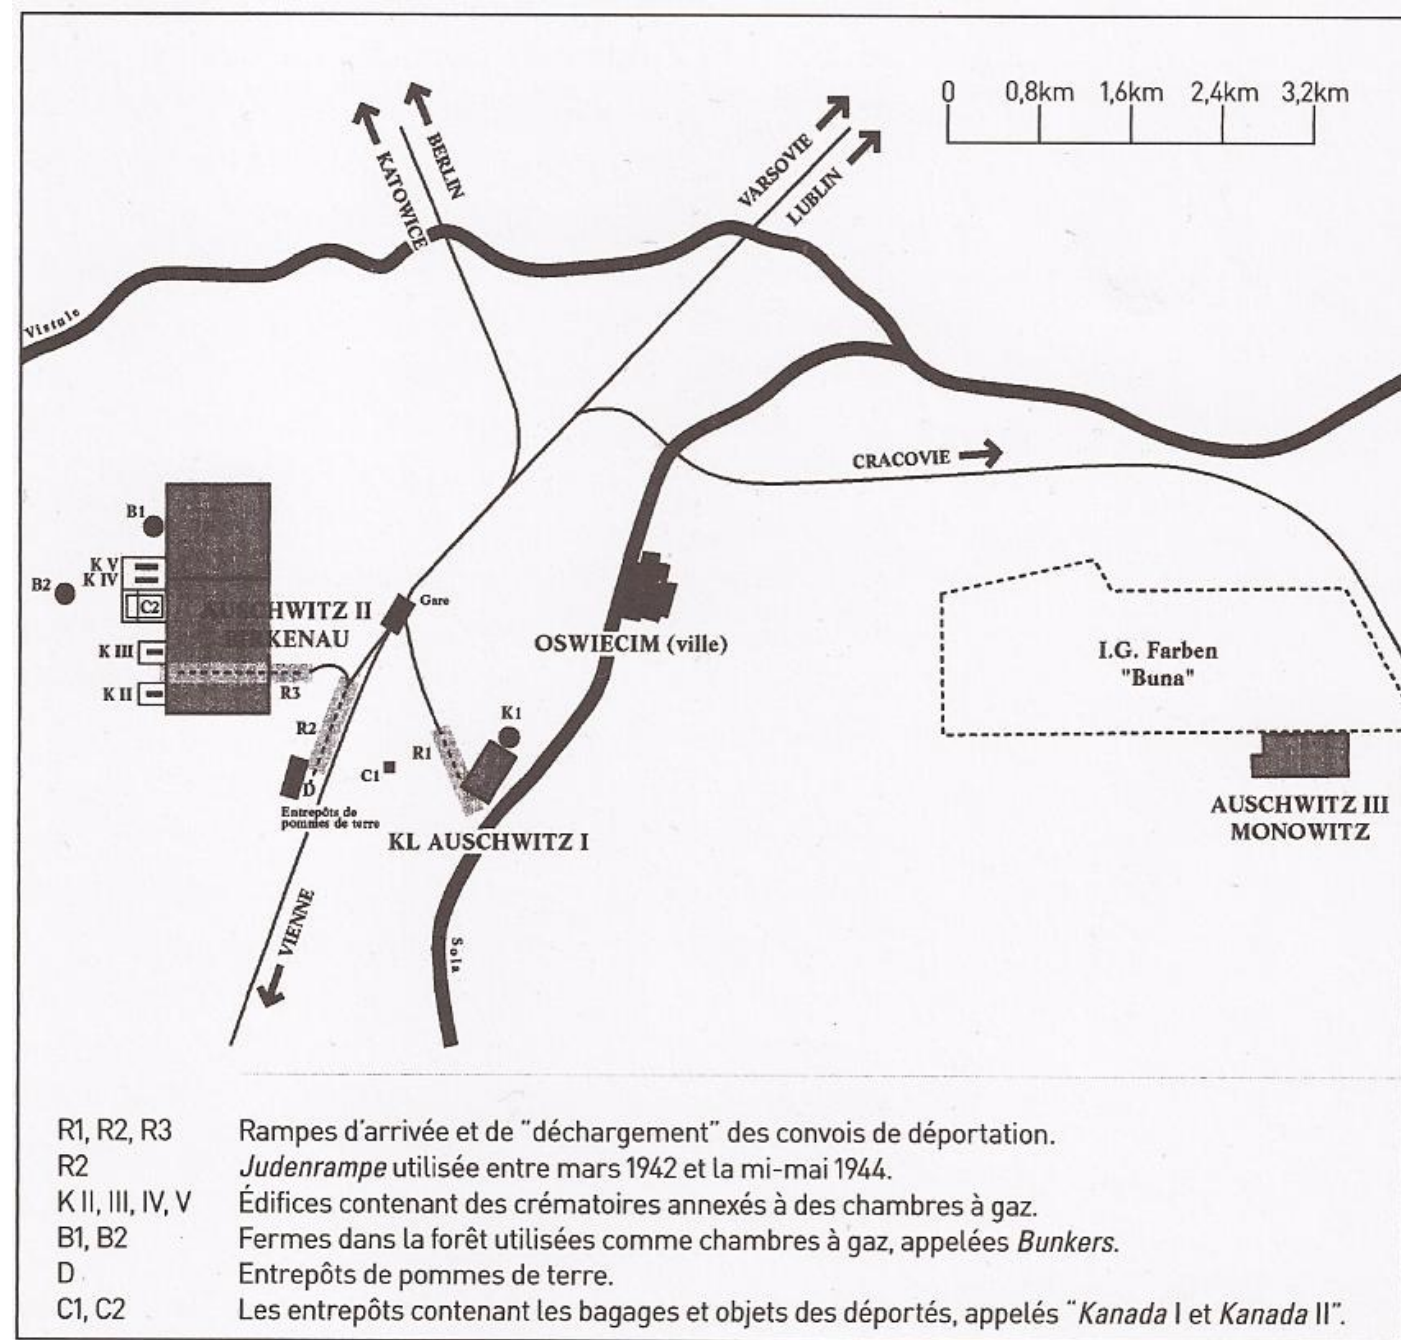 0 0,8km 1,6km 2,4km 3,2km
BERLIN
KATOWICE
VARSOVIE
LUBLIN
Vistule
CRACOVIE
B1
K V
K IV
B2
C2
AUSCHWITZ II
BIRKENAU
Gare
OSWIECIM (ville)
I.G. Farben
"Buna"
K III
K II
R3
R2
R1
K1
C1
D
Entrepôts de
pommes de terre
KL AUSCHWITZ I
AUSCHWITZ III
MONOWITZ
VIENNE
Sola
R1, R2, R3 Rampes d'arrivée et de "déchargement" des convois de déportation.
R2 Judenrampe utilisée entre mars 1942 et la mi-mai 1944.
K II, III, IV, V Édifices contenant des crématoires annexés à des chambres à gaz.
B1, B2 Fermes dans la forêt utilisées comme chambres à gaz, appelées Bunkers.
D Entrepôts de pommes de terre.
C1, C2 Les entrepôts contenant les bagages et objets des déportés, appelés "Kanada I et Kanada II".